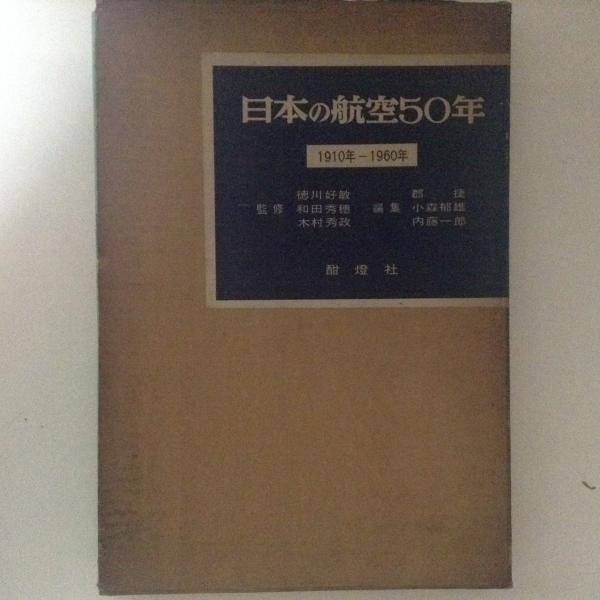 日本の航空50年
1910年－1960年
徳川好敏　郡捷
監修　和田秀穂　編集　小森郁雄
木村秀政　内藤一郎
酣燈社